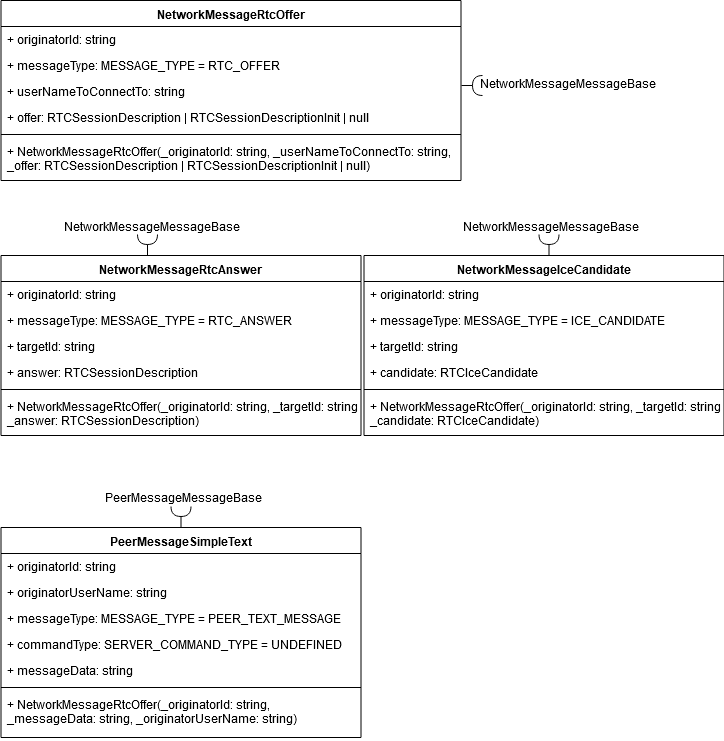 NetworkMessageRtcOffer
+ originatorId: string
+ messageType: MESSAGE_TYPE = RTC_OFFER
+ userNameToConnectTo: string
+ offer: RTCSessionDescription | RTCSessionDescriptionInit | null
+ NetworkMessageRtcOffer(_originatorId: string, _userNameToConnectTo: string,
_offer: RTCSessionDescription | RTCSessionDescriptionInit | null)
NetworkMessageMessageBase
NetworkMessageMessageBase
NetworkMessageRtcAnswer
+ originatorId: string
+ messageType: MESSAGE_TYPE = RTC_ANSWER
+ targetId: string
+ answer: RTCSessionDescription
+ NetworkMessageRtcOffer(_originatorId: string, _targetId: string
_answer: RTCSessionDescription)
NetworkMessageMessageBase
NetworkMessageIceCandidate
+ originatorId: string
+ messageType: MESSAGE_TYPE = ICE_CANDIDATE
+ targetId: string
+ candidate: RTCIceCandidate
+ NetworkMessageRtcOffer(_originatorId: string, _targetId: string
_candidate: RTCIceCandidate)
PeerMessageMessageBase
PeerMessageSimpleText
+ originatorId: string
+ originatorUserName: string
+ messageType: MESSAGE_TYPE = PEER_TEXT_MESSAGE
+ commandType: SERVER_COMMAND_TYPE = UNDEFINED
+ messageData: string
+ NetworkMessageRtcOffer(_originatorId: string,
_messageData: string, _originatorUserName: string)